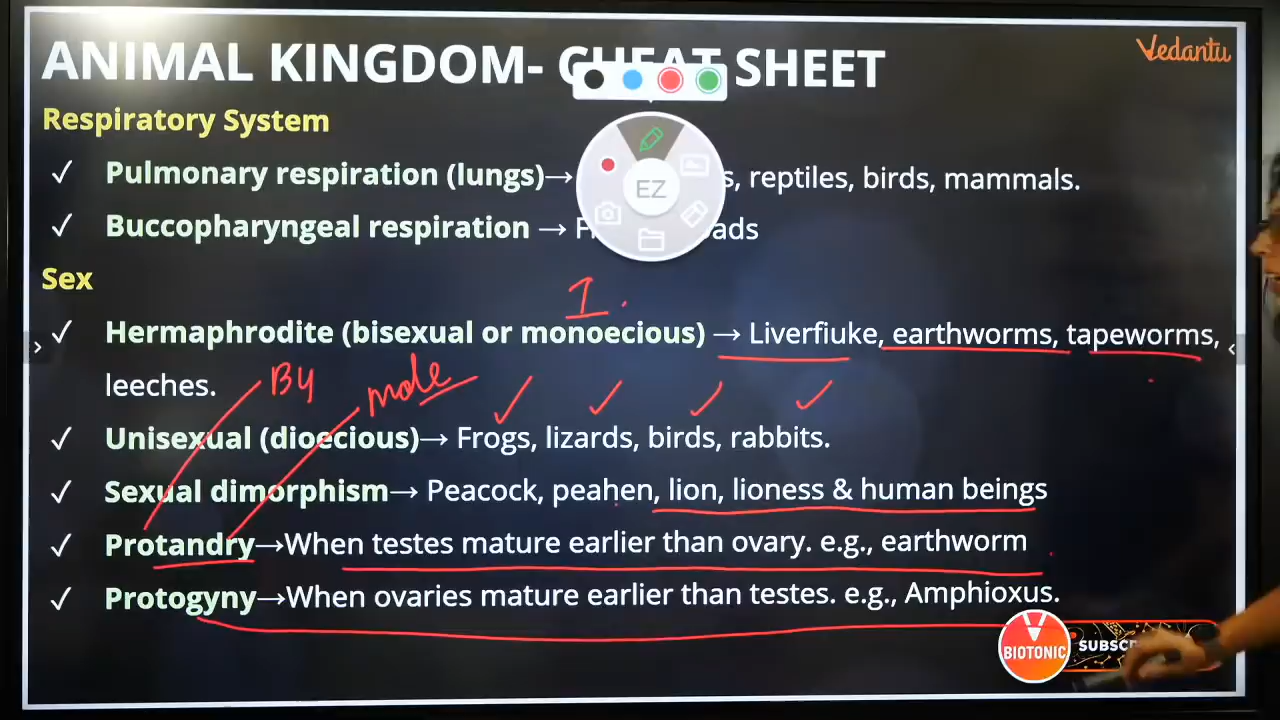 Vedantu
ANIMAL KINGDOM- CHEAT SHEET
Respiratory System
✓ Pulmonary respiration (lungs)→ s, reptiles, birds, mammals.
EZ
✓ Buccopharyngeal respiration → F ads
Sex
I.
✓ Hermaphrodite (bisexual or monoecious) → Liverfiuke, earthworms, tapeworms,
leeches.
male
✓ Unisexual (dioecious)→ Frogs, lizards, birds, rabbits.
✓ Sexual dimorphism→ Peacock, peahen, lion, lioness & human beings
✓ Protandry→When testes mature earlier than ovary. e.g., earthworm
✓ Protogyny→When ovaries mature earlier than testes. e.g., Amphioxus.
BIOTONIC SUBSC